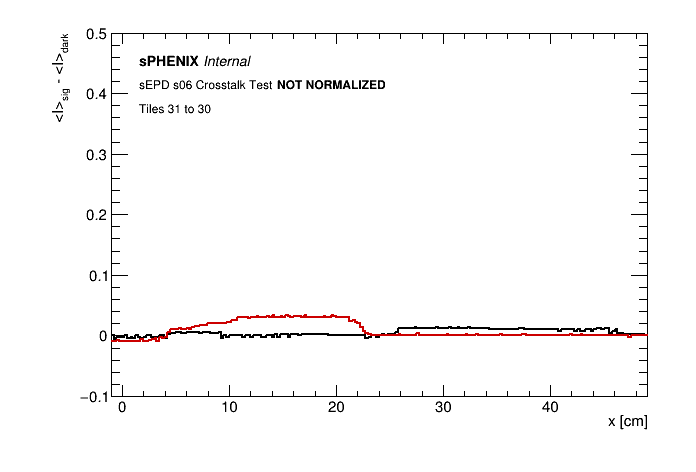 <I>sig - <I>dark
0.5
sPHENIX Internal
sEPD s06 Crosstalk Test NOT NORMALIZED
0.4
Tiles 31 to 30
0.3
0.2
0.1
0
−0.1
0 10 20 30 40
x [cm]